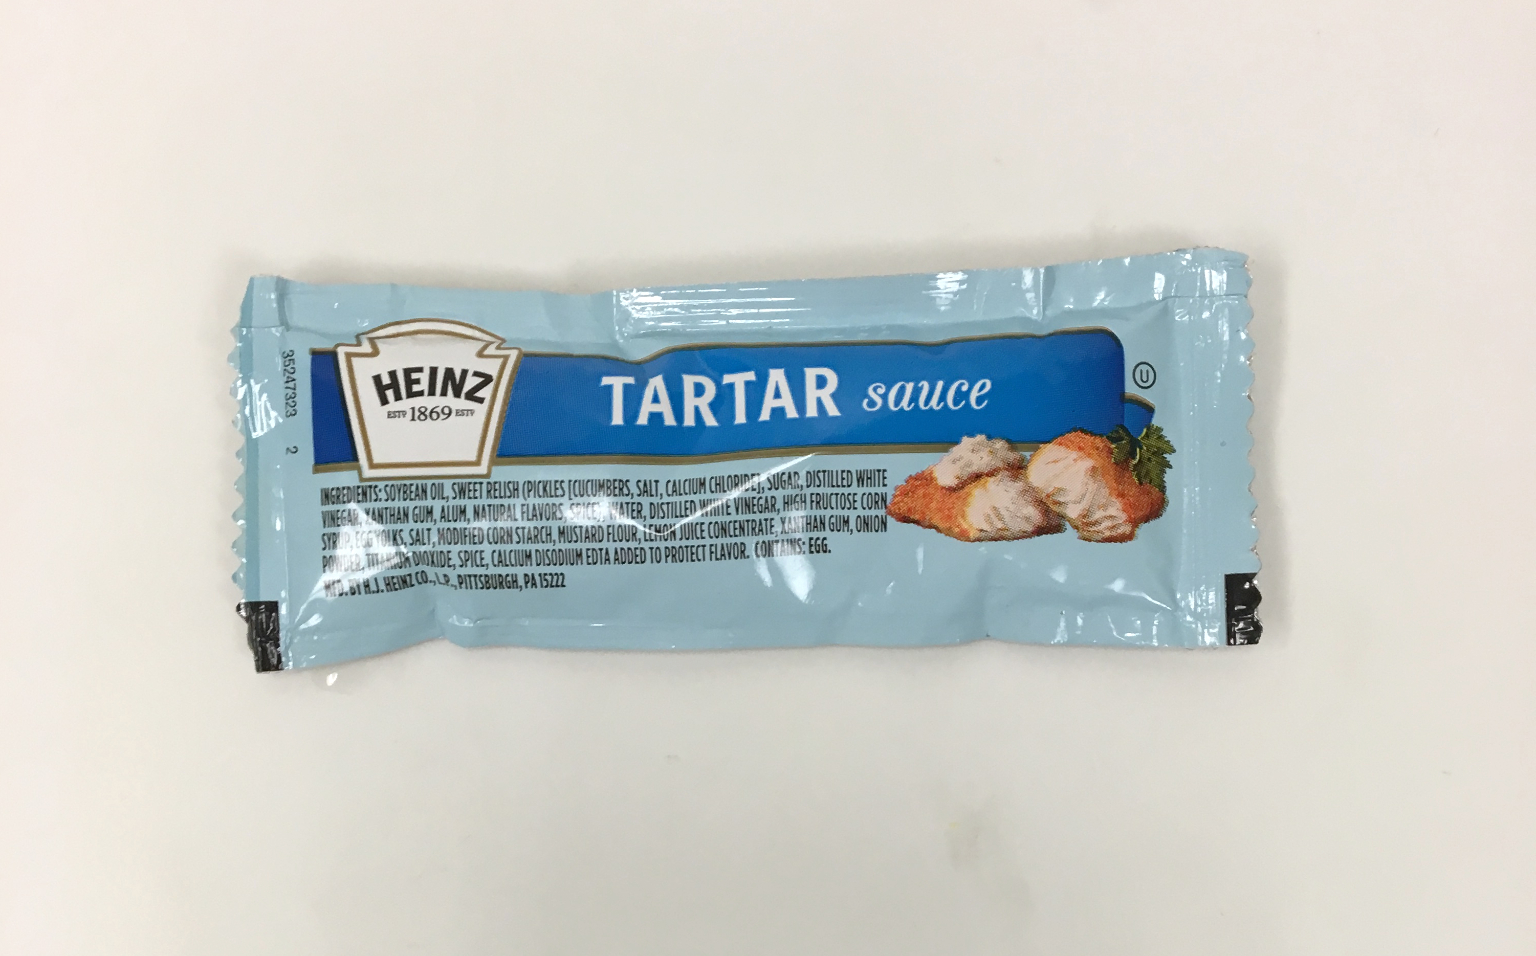 HEINZ
ESTD 1869 ESTD
TARTAR sauce
U
35247323 2
INGREDIENTS: SOYBEAN OIL, SWEET RELISH (PICKLES [CUCUMBERS, SALT, CALCIUM CHLORIDE], SUGAR, DISTILLED WHITE
VINEGAR, XANTHAN GUM, ALUM, NATURAL FLAVORS, SPICE), WATER, DISTILLED WHITE VINEGAR, HIGH FRUCTOSE CORN
SYRUP, EGG YOLKS, SALT, MODIFIED CORN STARCH, MUSTARD FLOUR, LEMON JUICE CONCENTRATE, XANTHAN GUM, ONION
POWDER, TITANIUM DIOXIDE, SPICE, CALCIUM DISODIUM EDTA ADDED TO PROTECT FLAVOR. CONTAINS: EGG.
MFD. BY H.J. HEINZ CO., L.P., PITTSBURGH, PA 15222